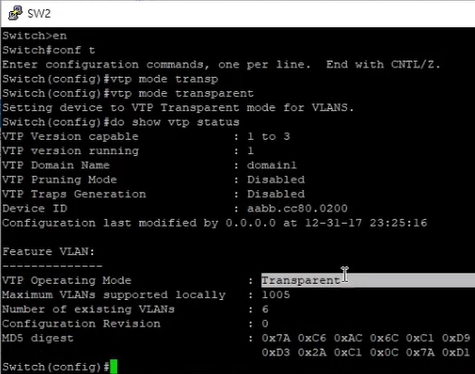 SW2
Switch>en
Switch#conf t
Enter configuration commands, one per line.  End with CNTL/Z.
Switch(config)#vtp mode transp
Switch(config)#vtp mode transparent
Setting device to VTP Transparent mode for VLANS.
Switch(config)#do show vtp status
VTP Version capable             : 1 to 3
VTP version running             : 1
VTP Domain Name                 : domain1
VTP Pruning Mode                : Disabled
VTP Traps Generation            : Disabled
Device ID                       : aabb.cc80.0200
Configuration last modified by 0.0.0.0 at 12-31-17 23:25:16
Feature VLAN:
--------------
VTP Operating Mode                : Transparent
Maximum VLANs supported locally   : 1005
Number of existing VLANs          : 6
Configuration Revision            : 0
MD5 digest                        : 0x7A 0xC6 0xAC 0x6C 0xC1 0xD9
                                    0xD3 0x2A 0xC1 0x0C 0x7A 0xD1
Switch(config)#